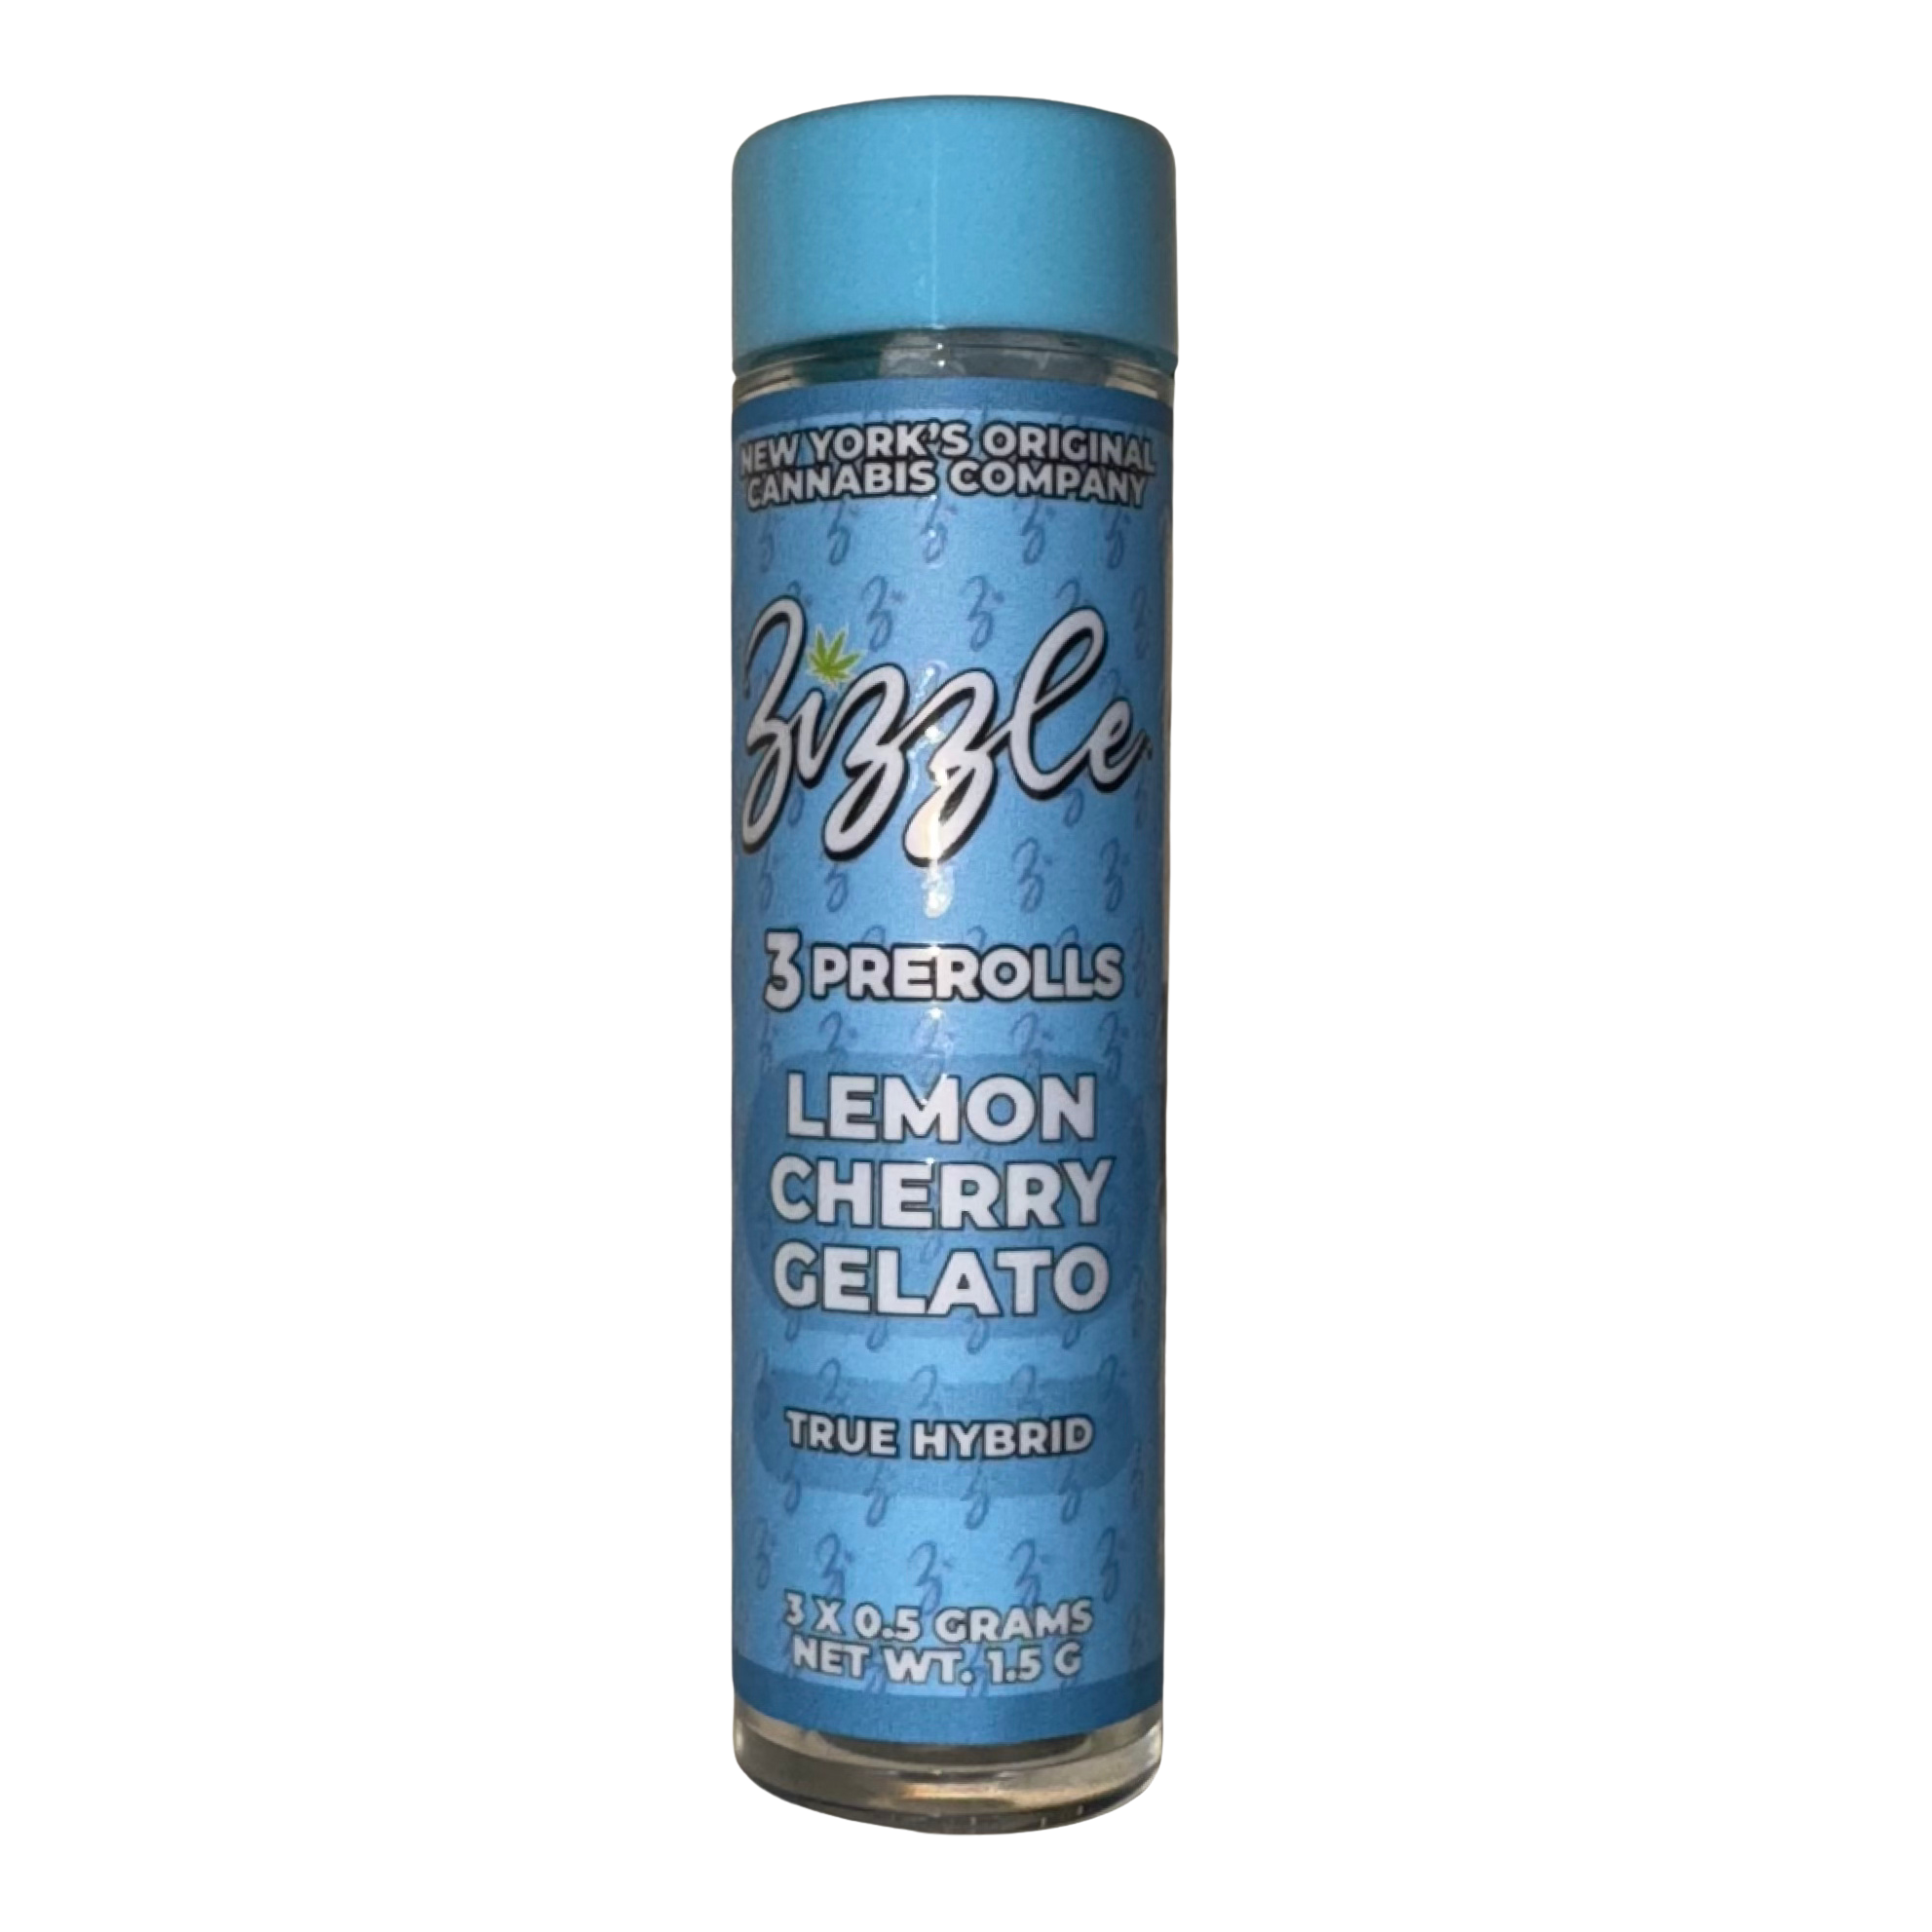 NEW YORK'S ORIGINAL
CANNABIS COMPANY
Zizzle
3 PREROLLS
LEMON
CHERRY
GELATO
TRUE HYBRID
3 X 0.5 GRAMS
NET WT. 1.5 G